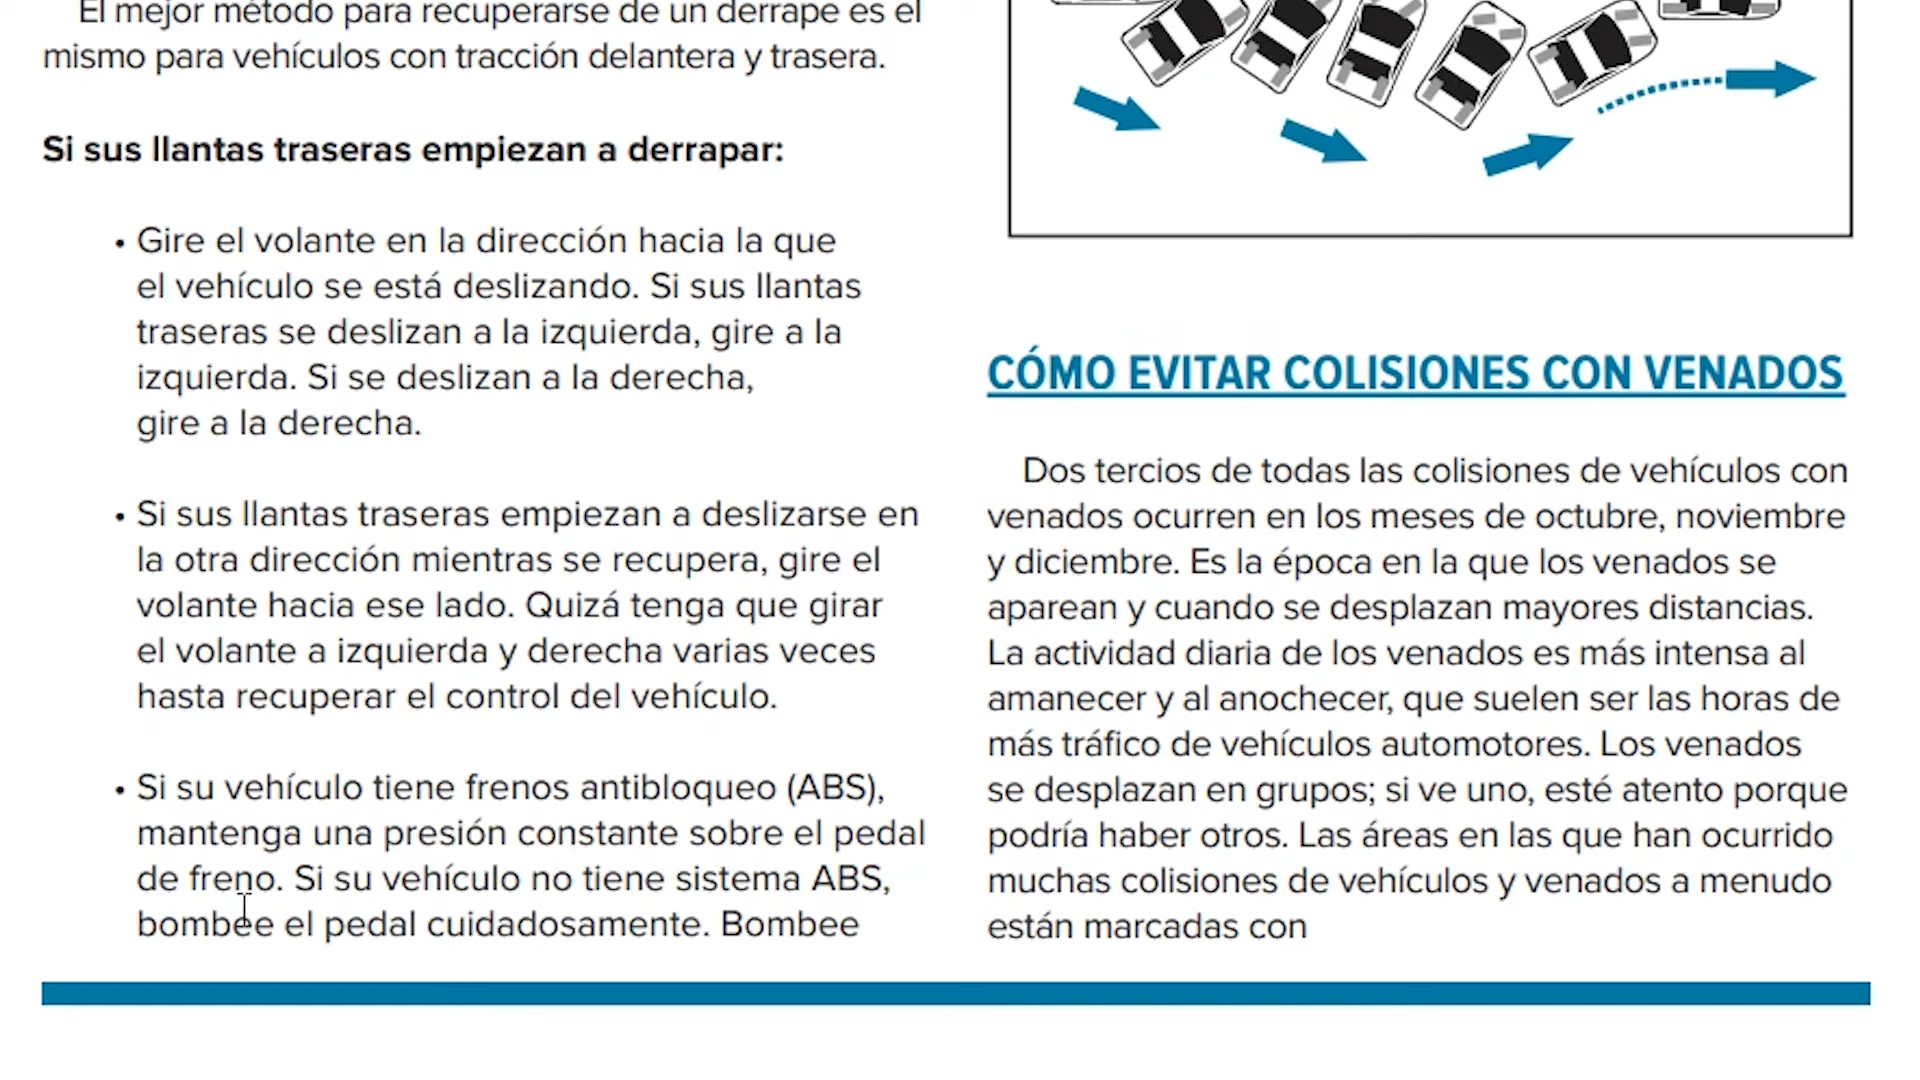 El mejor método para recuperarse de un derrape es el
mismo para vehículos con tracción delantera y trasera.
Si sus llantas traseras empiezan a derrapar:
• Gire el volante en la dirección hacia la que
el vehículo se está deslizando. Si sus llantas
traseras se deslizan a la izquierda, gire a la
izquierda. Si se deslizan a la derecha,
gire a la derecha.
• Si sus llantas traseras empiezan a deslizarse en
la otra dirección mientras se recupera, gire el
volante hacia ese lado. Quizá tenga que girar
el volante a izquierda y derecha varias veces
hasta recuperar el control del vehículo.
• Si su vehículo tiene frenos antibloqueo (ABS),
mantenga una presión constante sobre el pedal
de freno. Si su vehículo no tiene sistema ABS,
bombee el pedal cuidadosamente. Bombee
CÓMO EVITAR COLISIONES CON VENADOS
Dos tercios de todas las colisiones de vehículos con
venados ocurren en los meses de octubre, noviembre
y diciembre. Es la época en la que los venados se
aparean y cuando se desplazan mayores distancias.
La actividad diaria de los venados es más intensa al
amanecer y al anochecer, que suelen ser las horas de
más tráfico de vehículos automotores. Los venados
se desplazan en grupos; si ve uno, esté atento porque
podría haber otros. Las áreas en las que han ocurrido
muchas colisiones de vehículos y venados a menudo
están marcadas con